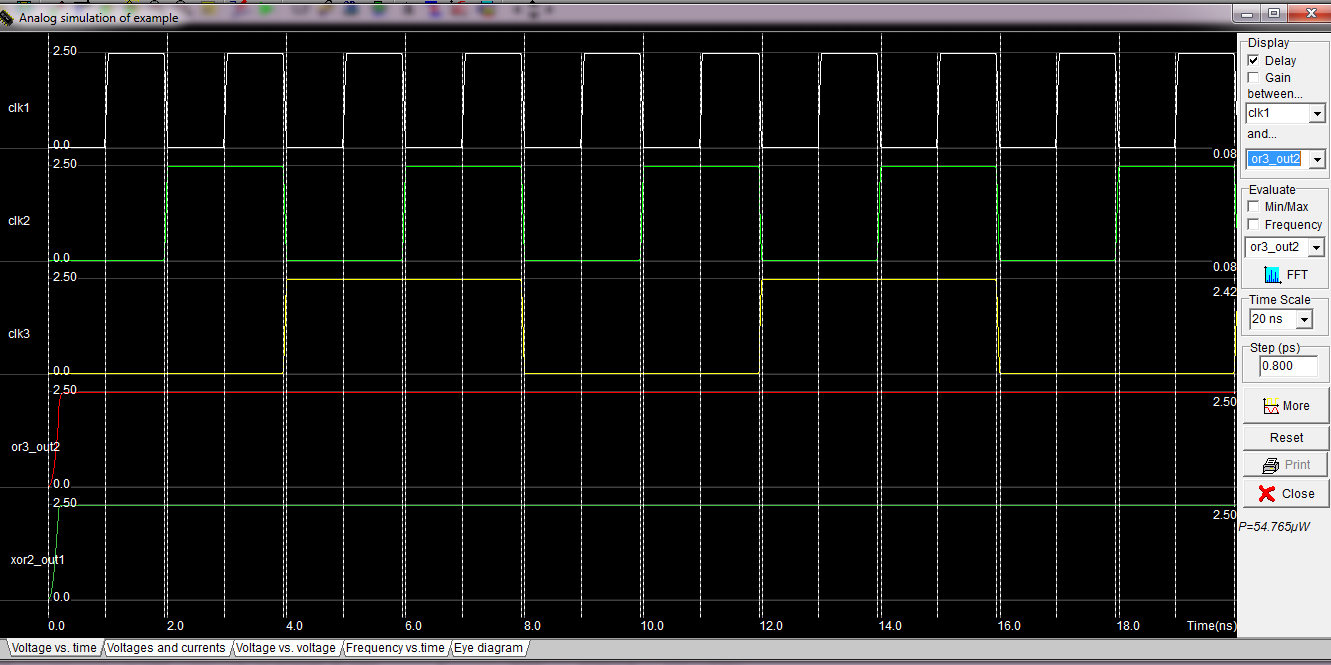 Analog simulation of example
2.50
clk1
0.0
0.08
2.50
clk2
0.0
0.08
2.50
2.42
clk3
0.0
2.50
2.50
or3_out2
0.0
2.50
2.50
xor2_out1
0.0
0.0 2.0 4.0 6.0 8.0 10.0 12.0 14.0 16.0 18.0 Time(ns)
Display
Delay
Gain
between...
clk1
and...
or3_out2
Evaluate
Min/Max
Frequency
or3_out2
FFT
Time Scale
20 ns
Step (ps)
0.800
More
Reset
Print
Close
P=54.765µW
Voltage vs. time Voltages and currents Voltage vs. voltage Frequency vs.time Eye diagram